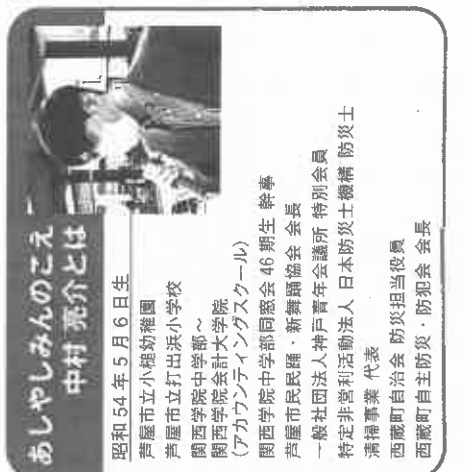 あしやしみんのこえ
中村 亮介とは
昭和54年5月6日生
芦屋市立小槌幼稚園
芦屋市立打出浜小学校
関西学院中学部～
関西学院会計大学院
（アカウンティングスクール）
関西学院中学部同窓会 46期生 幹事
芦屋市民民踊・新舞踊協会 会長
一般社団法人神戸青年会議所 特別会員
特定非営利活動法人 日本防災士機構 防災士
清掃事業 代表
西蔵町自治会 防災担当役員
西蔵町自主防災・防犯会 会長